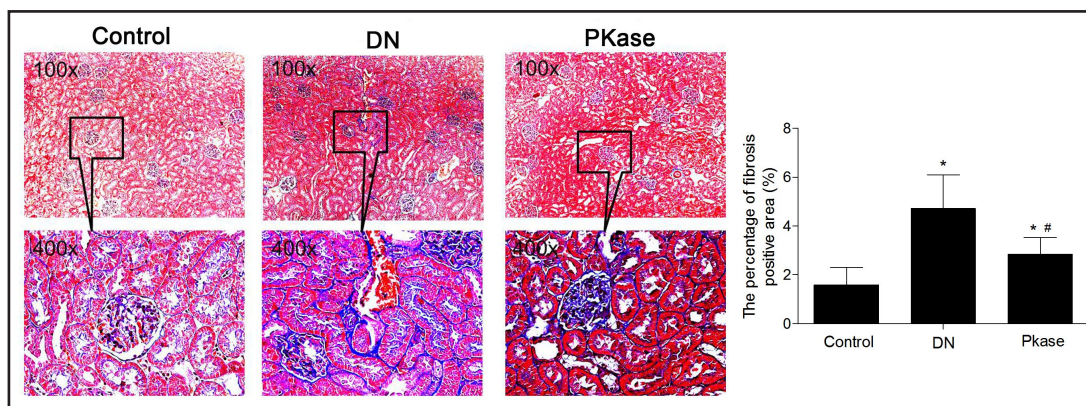 Control
DN
PKase
100x
100x
100x
400x
400x
400x
The percentage of fibrosis
positive area (%)
8
6
4
2
0
*
* #
Control
DN
Pkase